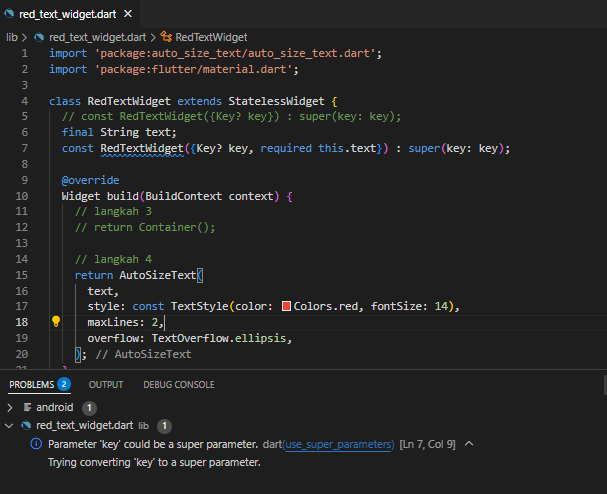 red_text_widget.dart ×
lib > red_text_widget.dart > RedTextWidget
1 import 'package:auto_size_text/auto_size_text.dart';
2 import 'package:flutter/material.dart';
3
4 class RedTextWidget extends StatelessWidget {
5 // const RedTextWidget({Key? key}) : super(key: key);
6 final String text;
7 const RedTextWidget({Key? key, required this.text}) : super(key: key);
8
9 @override
10 Widget build(BuildContext context) {
11 // langkah 3
12 // return Container();
13
14 // langkah 4
15 return AutoSizeText(
16 text,
17 style: const TextStyle(color: Colors.red, fontSize: 14),
18 maxLines: 2,
19 overflow: TextOverflow.ellipsis,
20 ); // AutoSizeText
21 }
PROBLEMS 2 OUTPUT DEBUG CONSOLE
android 1
red_text_widget.dart lib 1
Parameter 'key' could be a super parameter. dart(use_super_parameters) [Ln 7, Col 9]
Trying converting 'key' to a super parameter.